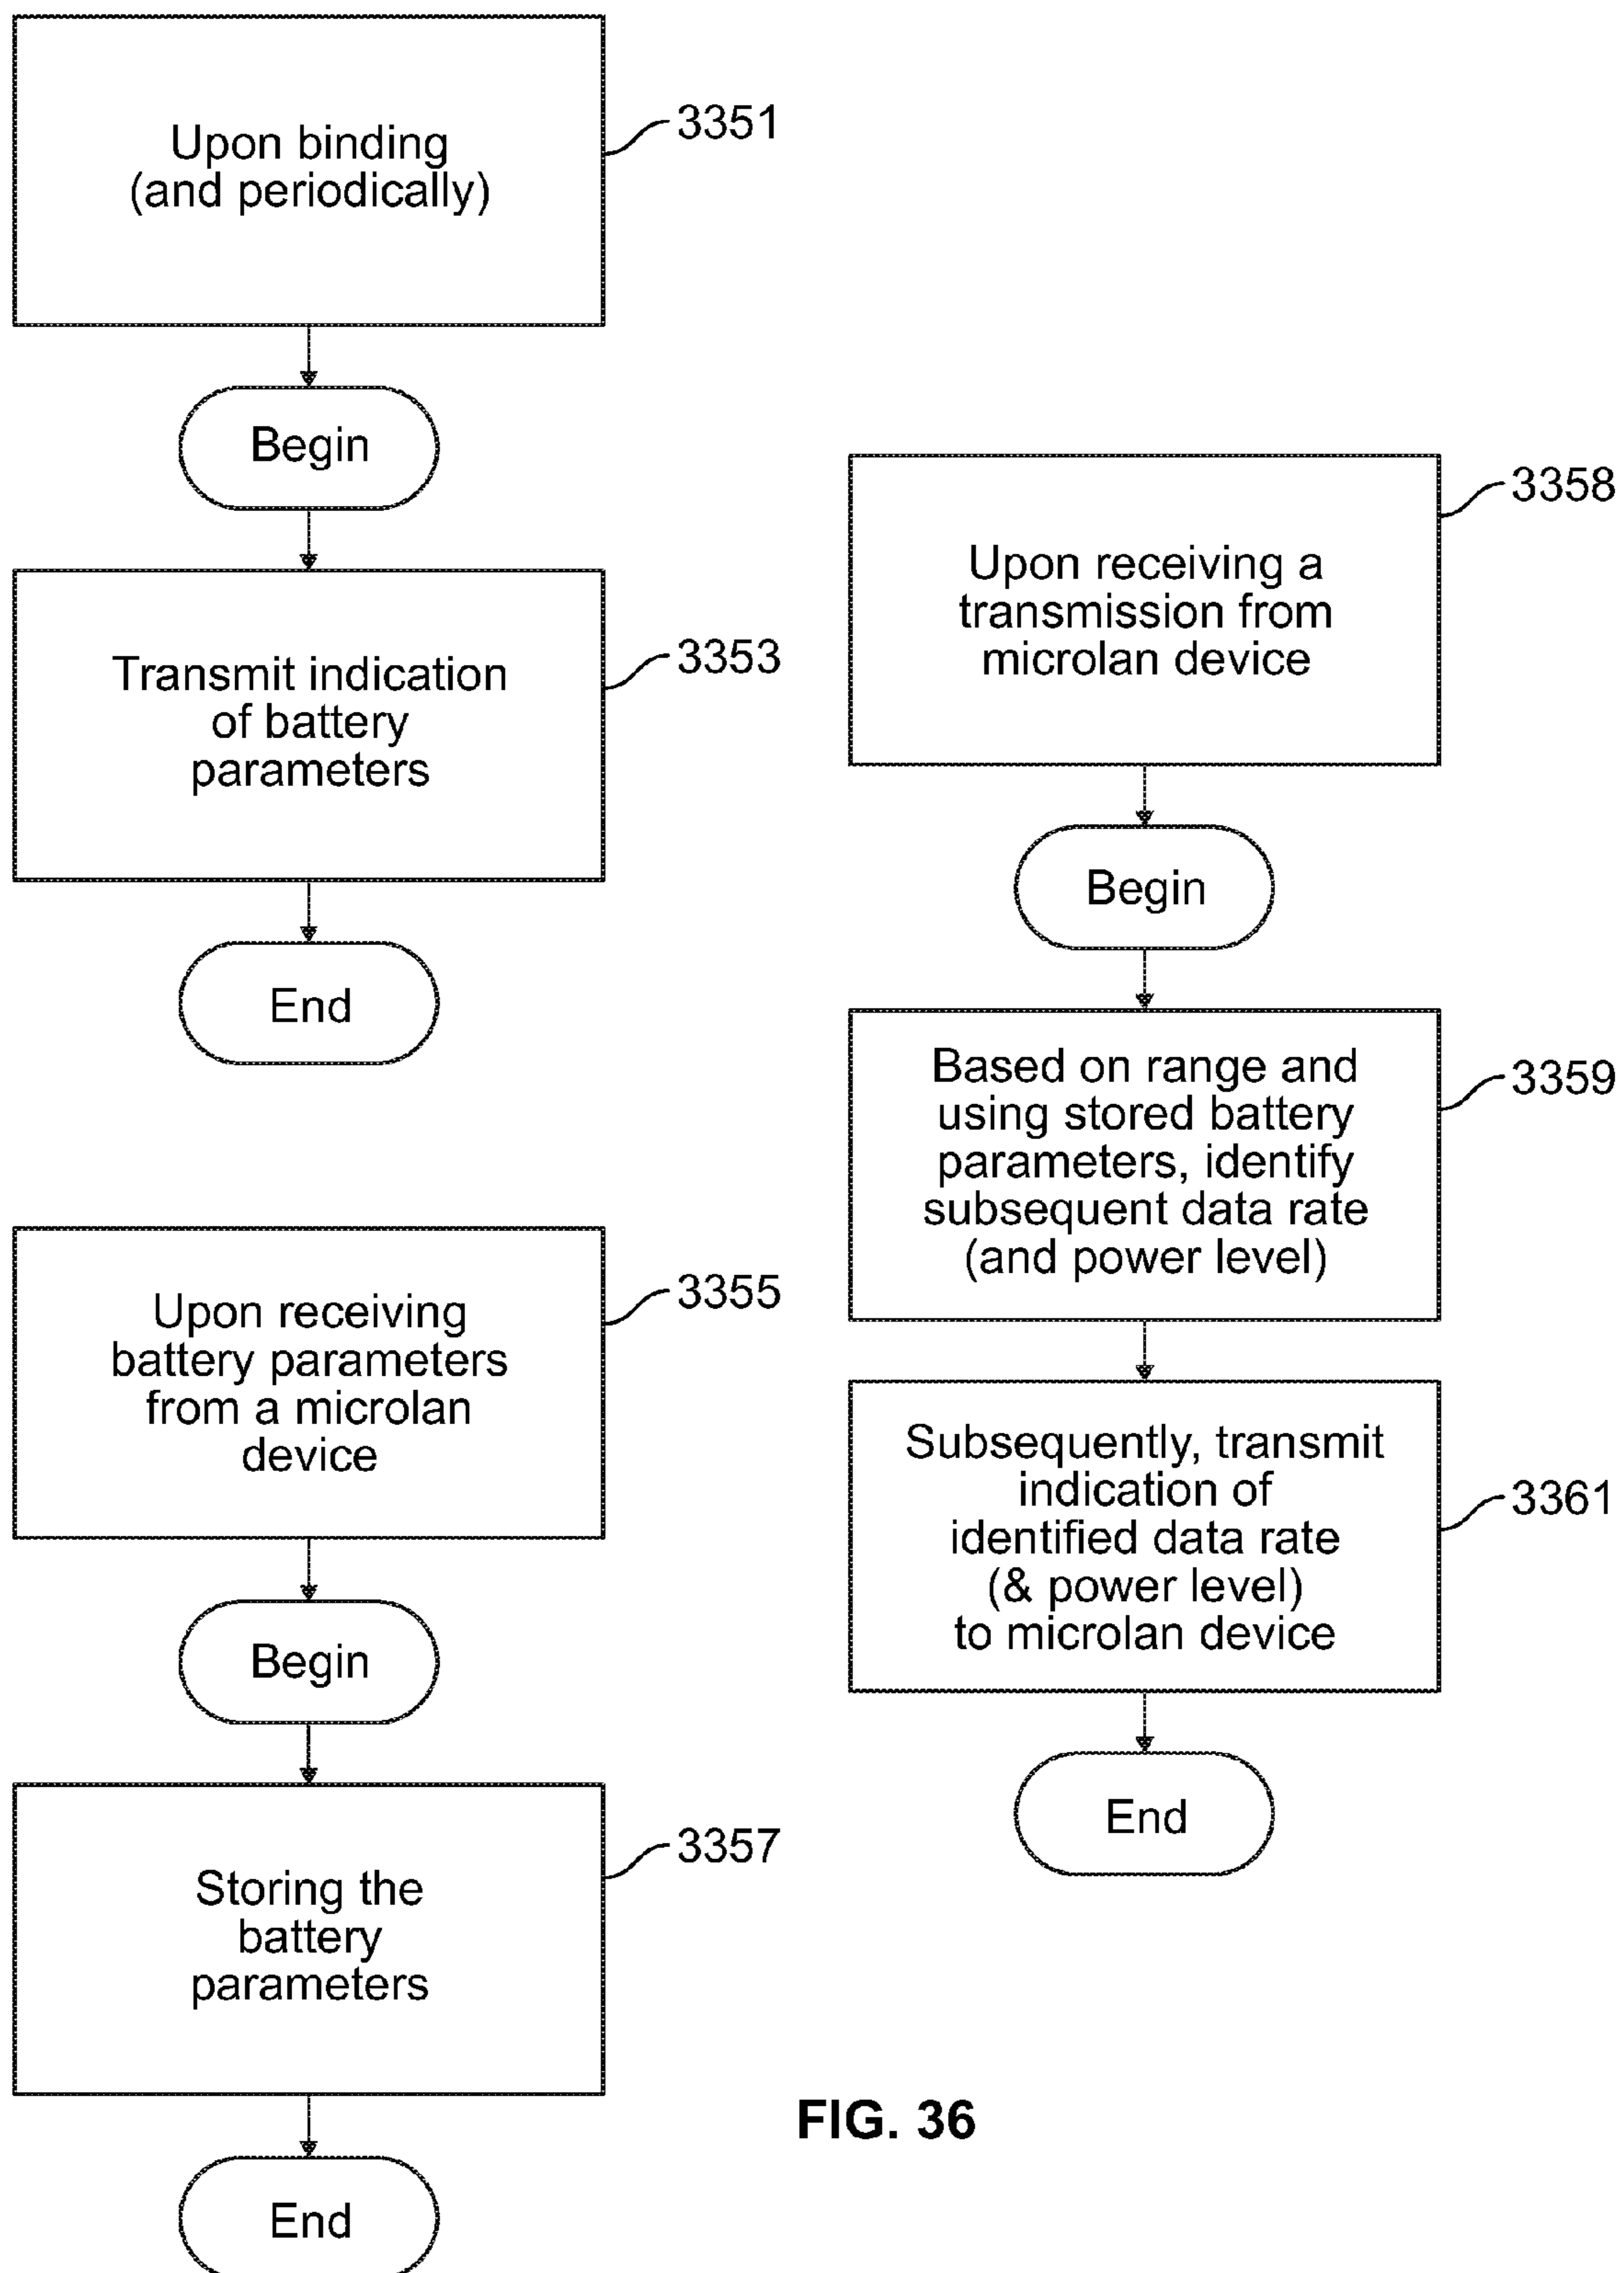 Upon binding
(and periodically)
3351
Begin
Transmit indication
of battery
parameters
3353
End
Upon receiving
battery parameters
from a microlan
device
3355
Begin
Storing the
battery
parameters
3357
End
Upon receiving a
transmission from
microlan device
3358
Begin
Based on range and
using stored battery
parameters, identify
subsequent data rate
(and power level)
3359
Subsequently, transmit
indication of
identified data rate
(& power level)
to microlan device
3361
End
FIG. 36